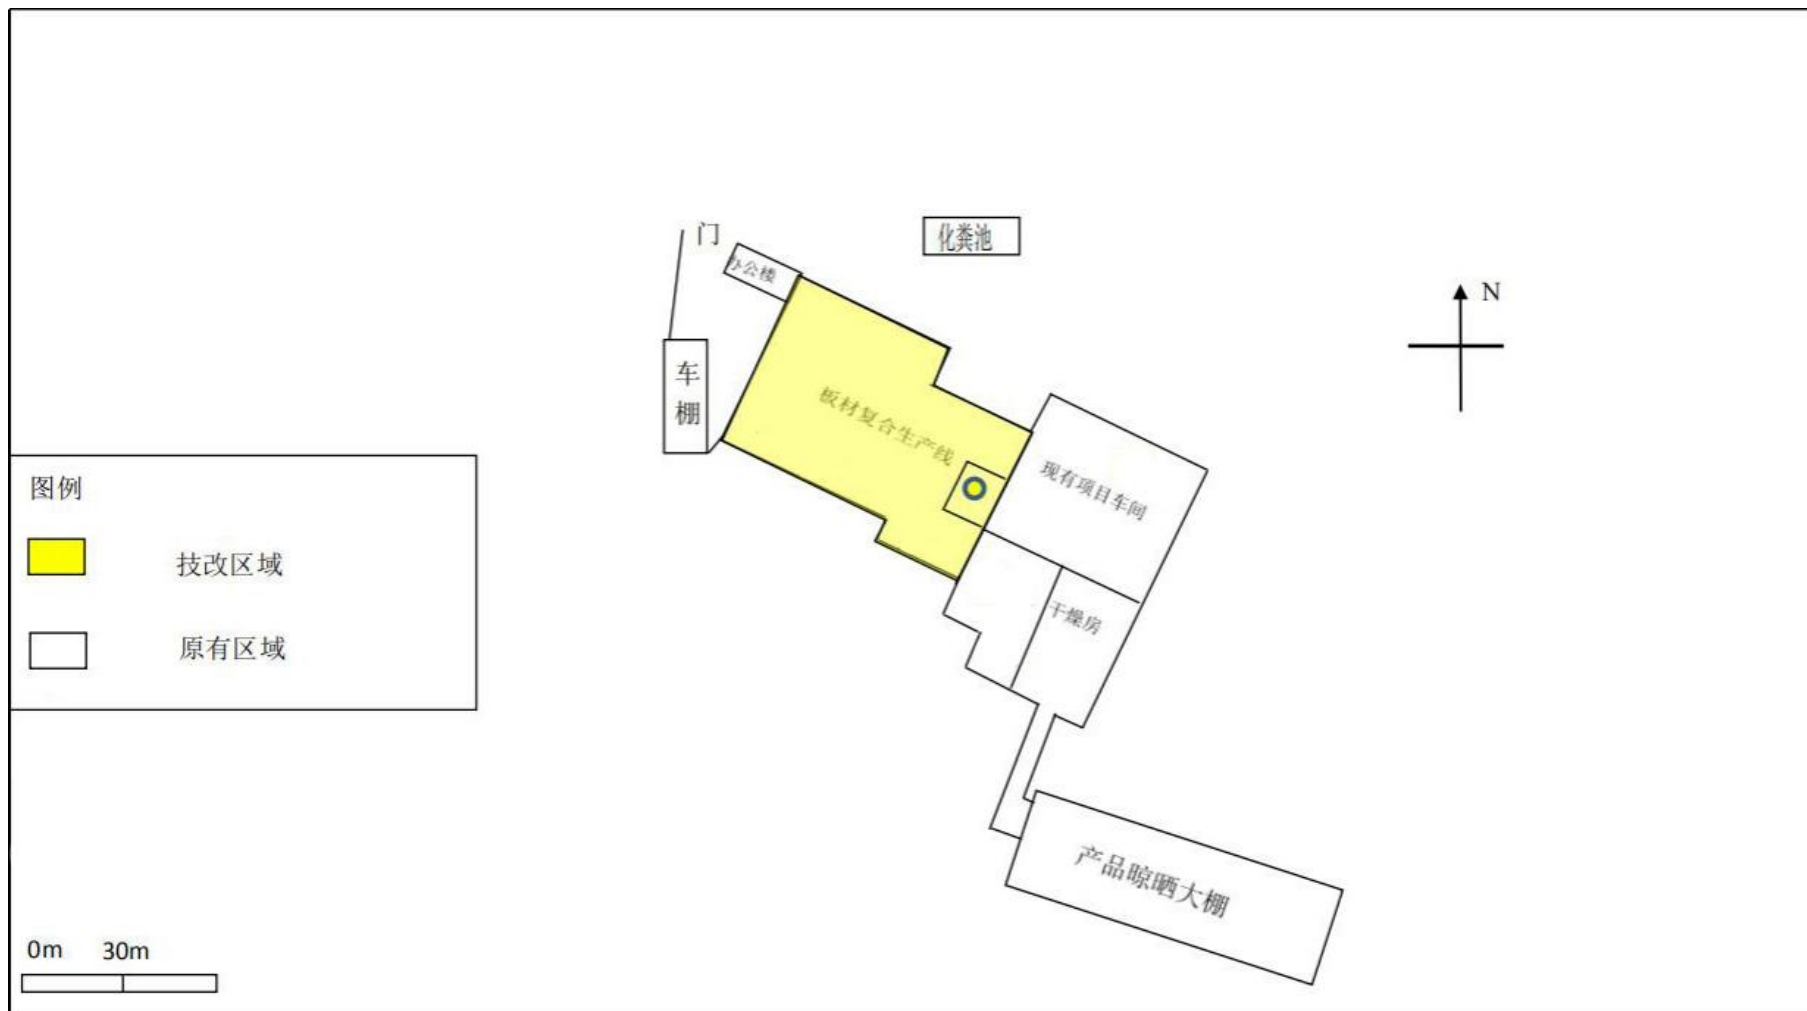 门
化粪池
办公楼
N
车
棚
板材复合生产线
现有项目车间
图例
技改区域
干燥房
原有区域
产品晾晒大棚
0m 30m